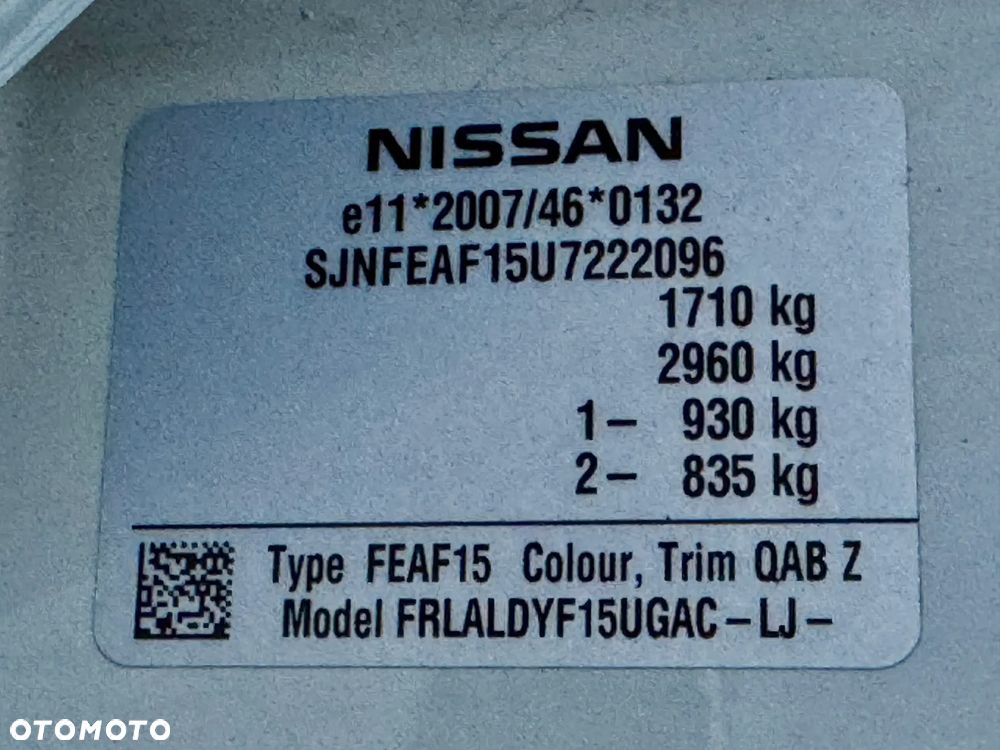 NISSAN
e11*2007/46*0132
SJNFEAF15U7222096
1710 kg
2960 kg
1- 930 kg
2- 835 kg
Type FEAF15 Colour, Trim QAB Z
Model FRLALDYF15UGAC-LJ-
OTOMOTO